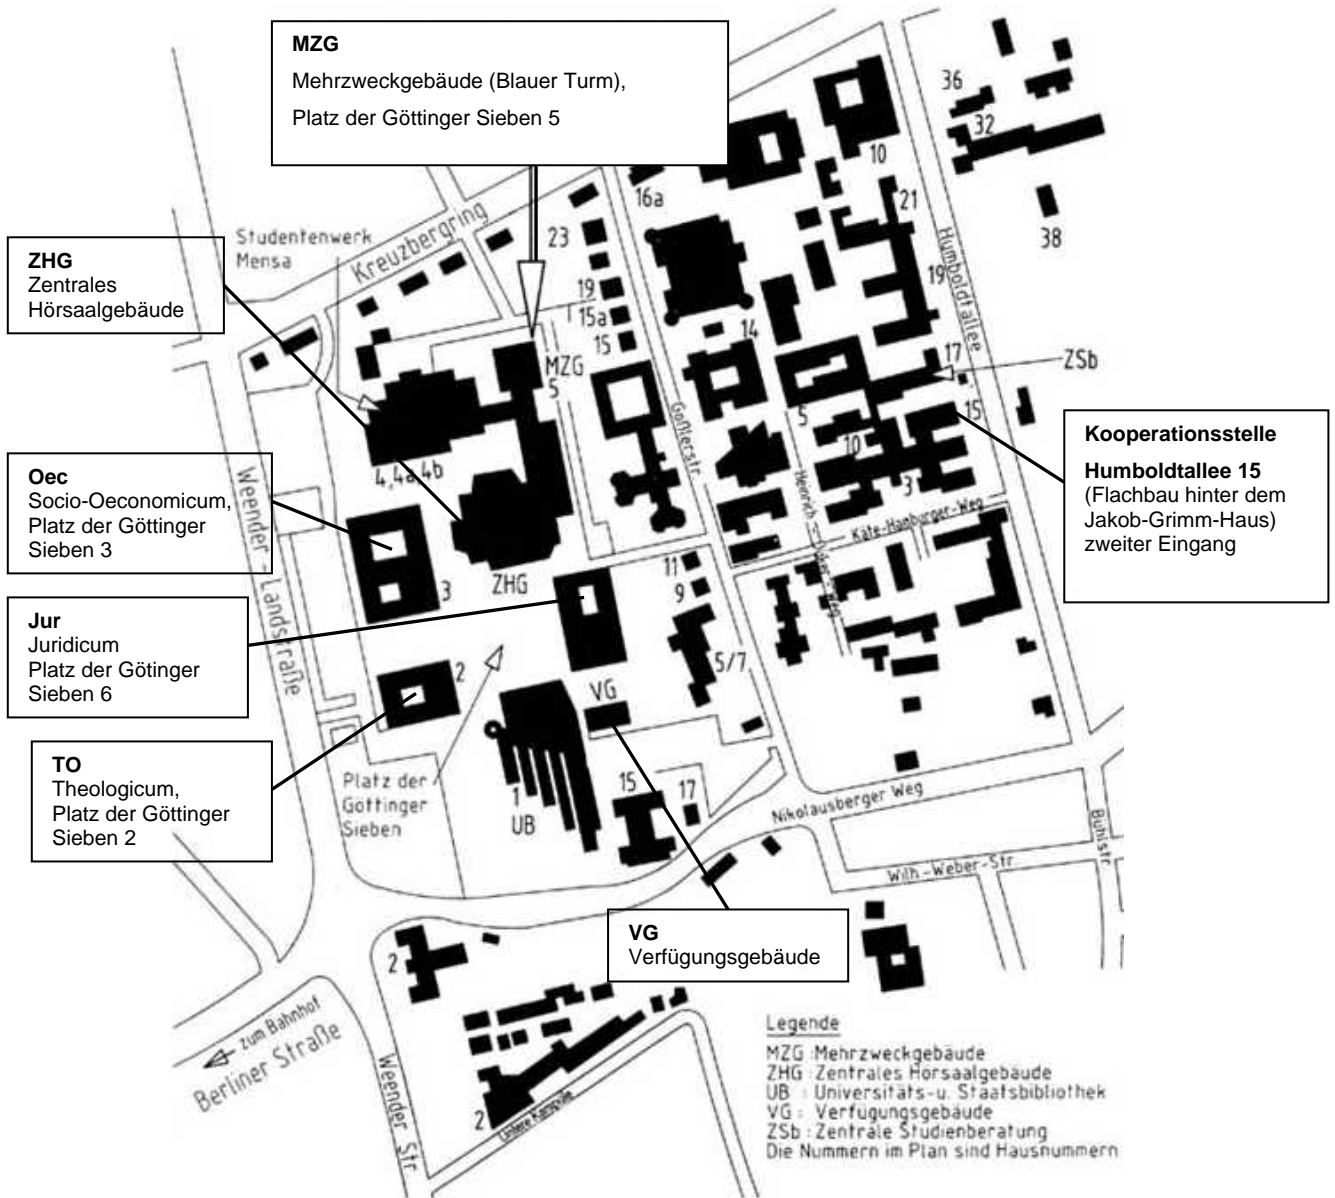 MZG
Mehrzweckgebäude (Blauer Turm),
Platz der Göttinger Sieben 5
ZHG
Zentrales
Hörsaalgebäude
Oec
Socio-Oeconomicum,
Platz der Göttinger
Sieben 3
Jur
Juridicum
Platz der Götinger
Sieben 6
TO
Theologicum,
Platz der Göttinger
Sieben 2
VG
Verfügungsgebäude
Kooperationsstelle
Humboldtallee 15
(Flachbau hinter dem
Jakob-Grimm-Haus)
zweiter Eingang
Studentenwerk
Mensa
Kreuzbergring
23
19
15a
15
MZG
5
4,4a,4b
ZHG
3
2
Weender - Landstraße
Platz der
Göttinger
Sieben
1
UB
VG
15
17
11
9
5/7
16a
14
10
21
19
17
15
5
10
3
36
32
38
ZSb
Humboldtallee
Goßlerstr.
Käte-Hamburger-Weg
Nikolausberger Weg
Wilh-Weber-Str.
Buhlstr.
2
2
zum Bahnhof
Berliner Straße
Weender Str.
Untere Karspüle
Legende
MZG : Mehrzweckgebäude
ZHG : Zentrales Hörsaalgebäude
UB : Universitäts-u. Staatsbibliothek
VG : Verfügungsgebäude
ZSb : Zentrale Studienberatung
Die Nummern im Plan sind Hausnummern